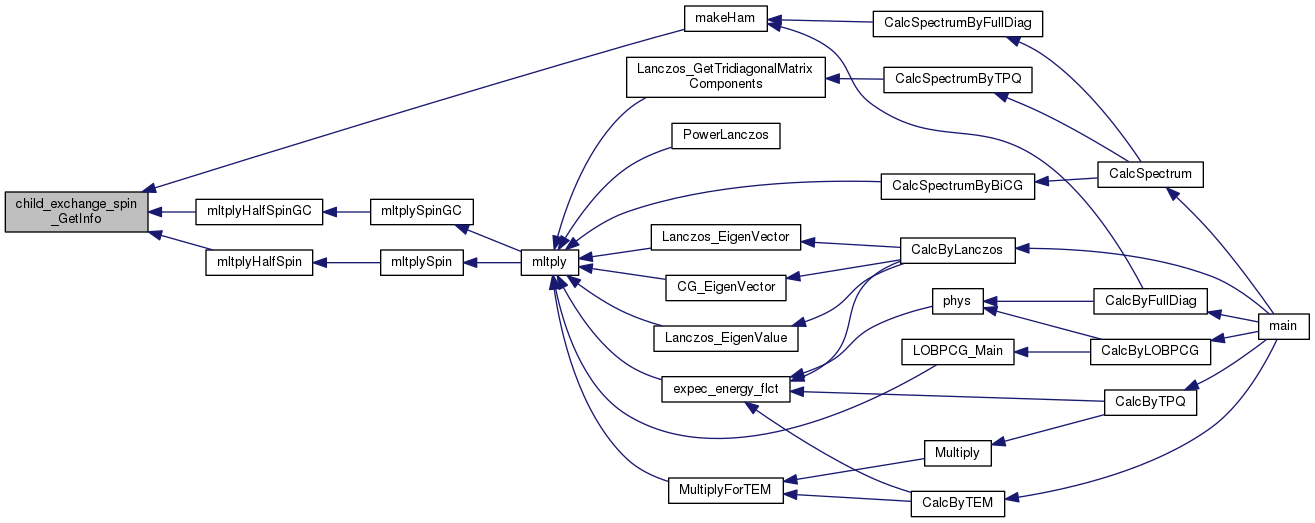 makeHam
CalcSpectrumByFullDiag
Lanczos_GetTridiagonalMatrix
Components
CalcSpectrumByTPQ
PowerLanczos
CalcSpectrum
CalcSpectrumByBiCG
child_exchange_spin
_GetInfo
mltplyHalfSpinGC
mltplySpinGC
Lanczos_EigenVector
CalcByLanczos
mltplyHalfSpin
mltplySpin
mltply
CG_EigenVector
phys
CalcByFullDiag
main
Lanczos_EigenValue
LOBPCG_Main
CalcByLOBPCG
expec_energy_flct
CalcByTPQ
Multiply
MultiplyForTEM
CalcByTEM